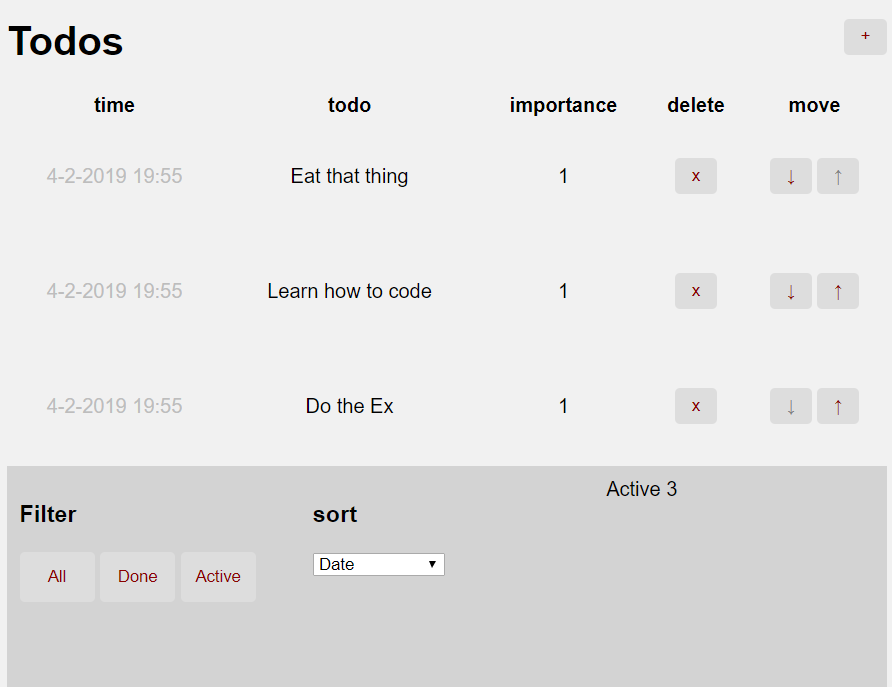 Todos +
time todo importance delete move
4-2-2019 19:55 Eat that thing 1 x ↓ ↑
4-2-2019 19:55 Learn how to code 1 x ↓ ↑
4-2-2019 19:55 Do the Ex 1 x ↓ ↑
Active 3
Filter sort
All Done Active Date ▼